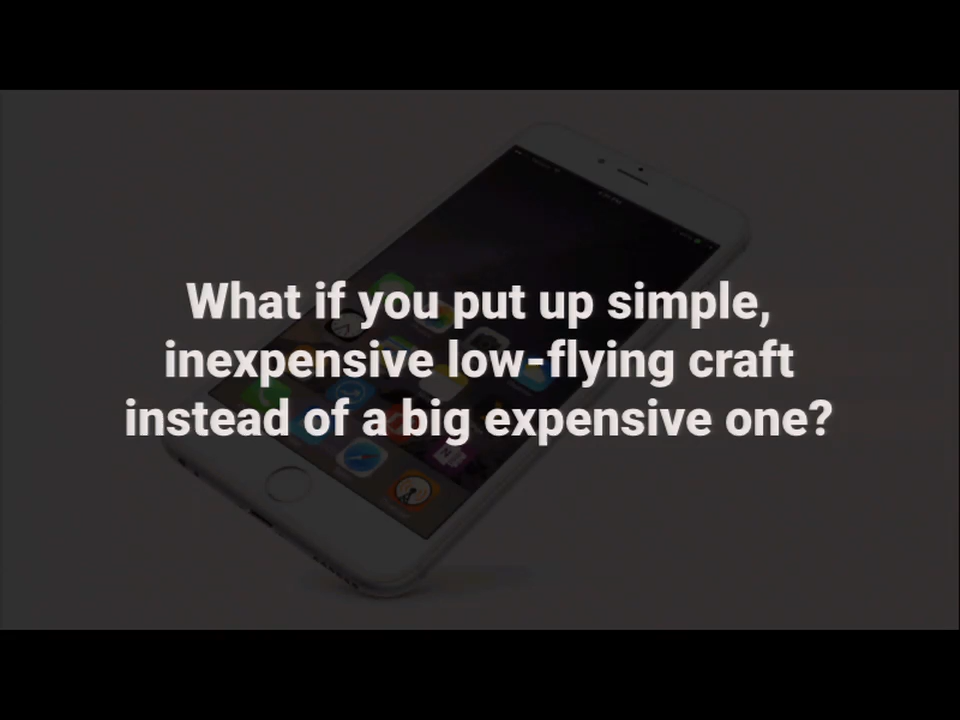 What if you put up simple,
inexpensive low-flying craft
instead of a big expensive one?